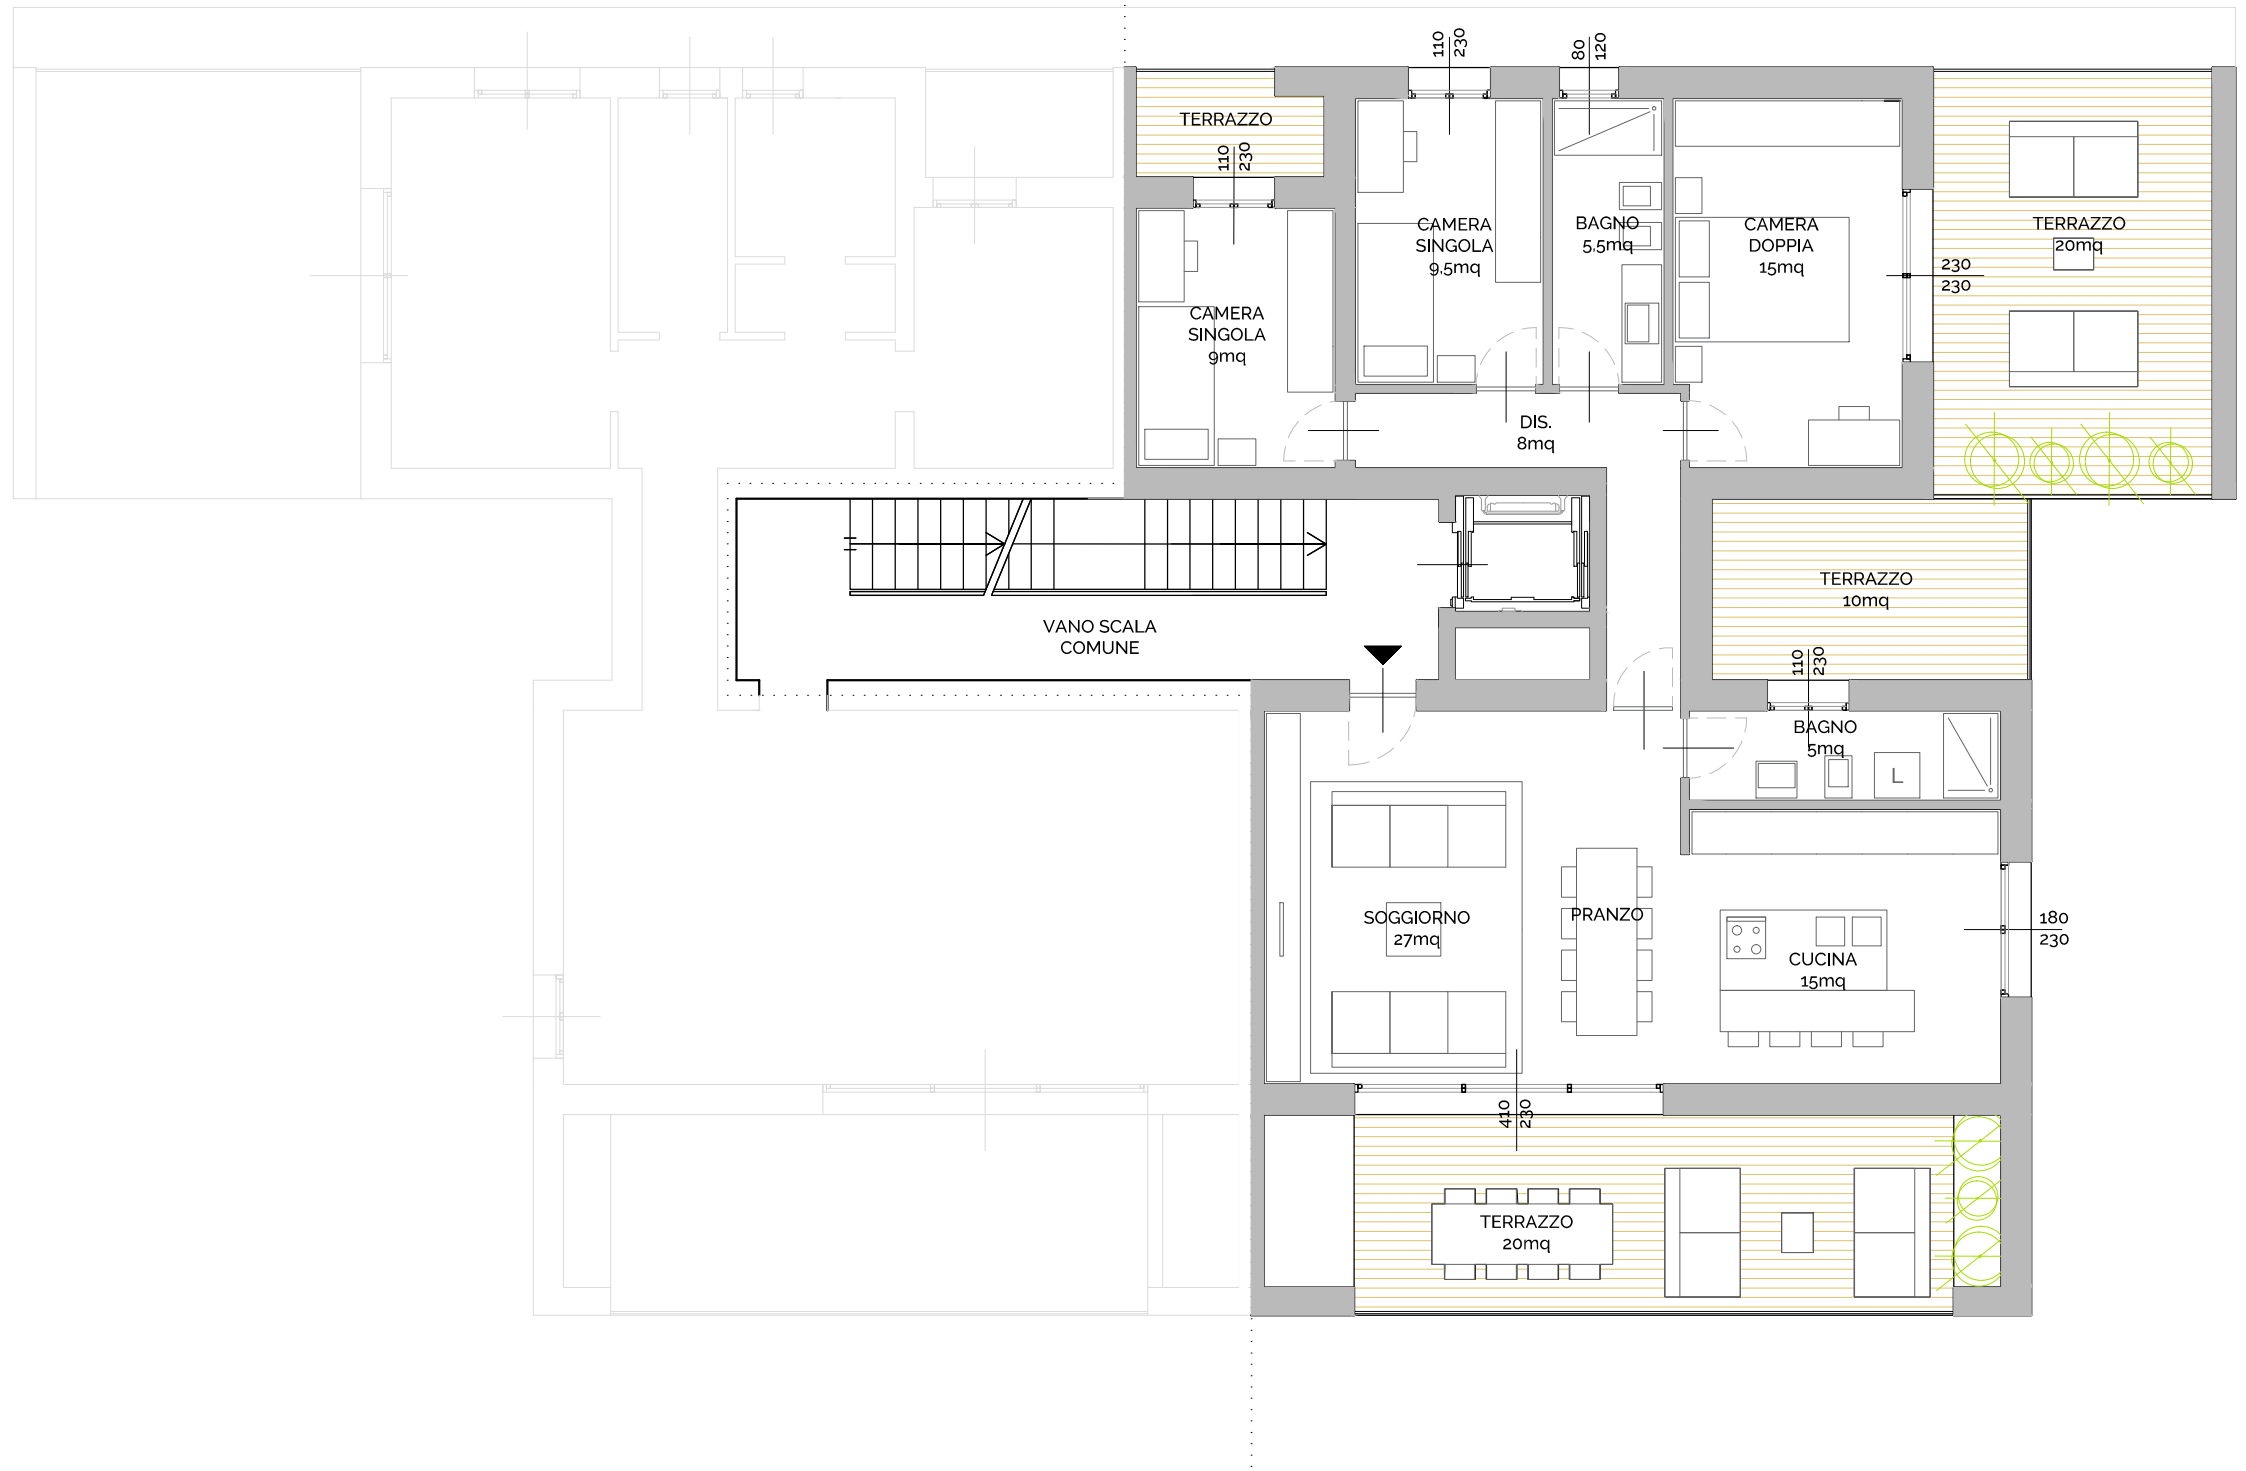 110
230
80
120
TERRAZZO
110
230
CAMERA
SINGOLA
9,5mq
BAGNO
5,5mq
CAMERA
DOPPIA
15mq
TERRAZZO
20mq
230
230
CAMERA
SINGOLA
9mq
DIS.
8mq
TERRAZZO
10mq
VANO SCALA
COMUNE
110
230
BAGNO
5mq
L
SOGGIORNO
27mq
PRANZO
CUCINA
15mq
180
230
410
230
TERRAZZO
20mq